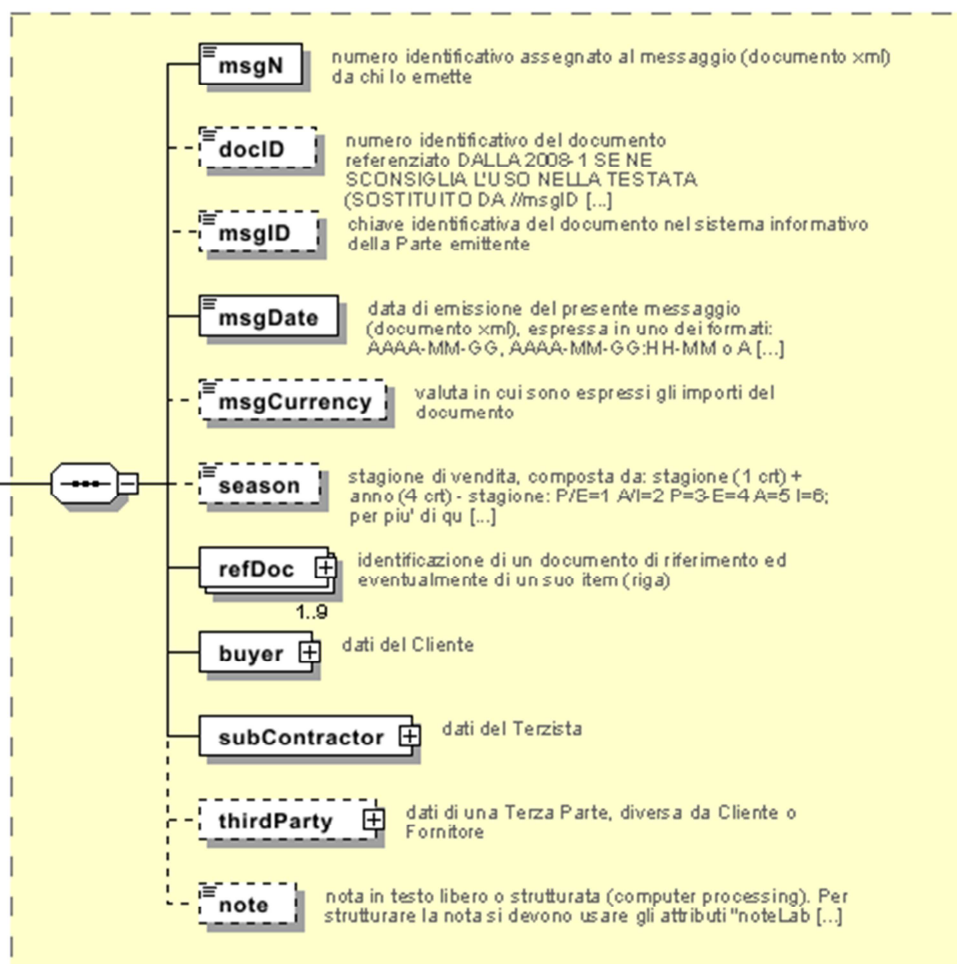 msgN
numero identificativo assegnato al messaggio (documento xml)
da chi lo emette
docID
numero identificativo del documento
referenziato DALLA 2008-1 SE NE
SCONSIGLIA L'USO NELLA TESTATA
(SOSTITUITO DA //msgID [...]
msgID
chiave identificativa del documento nel sistema informativo
della Parte emittente
msgDate
data di emissione del presente messaggio
(documento xml), espressa in uno dei formati:
AAAA-MM-GG, AAAA-MM-GG:HH-MM o A [...]
msgCurrency
valuta in cui sono espressi gli importi del
documento
season
stagione di vendita, composta da: stagione (1 crt) +
anno (4 crt) - stagione: P/E=1 A/I=2 P=3-E=4 A=5 I=6;
per piu' di qu [...]
refDoc
identificazione di un documento di riferimento ed
eventualmente di un suo item (riga)
1..9
buyer
dati del Cliente
subContractor
dati del Terzista
thirdParty
dati di una Terza Parte, diversa da Cliente o
Fornitore
note
nota in testo libero o strutturata (computer processing). Per
strutturare la nota si devono usare gli attributi "noteLab [...]